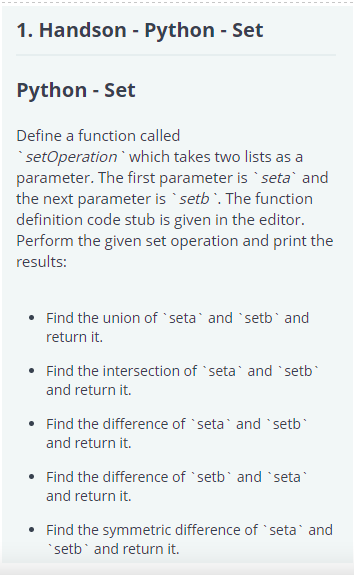 1. Handson - Python - Set
Python - Set
Define a function called
`setOperation` which takes two lists as a
parameter. The first parameter is `seta` and
the next parameter is `setb`. The function
definition code stub is given in the editor.
Perform the given set operation and print the
results:
• Find the union of `seta` and `setb` and
return it.
• Find the intersection of `seta` and `setb`
and return it.
• Find the difference of `seta` and `setb`
and return it.
• Find the difference of `setb` and `seta`
and return it.
• Find the symmetric difference of `seta` and
`setb` and return it.